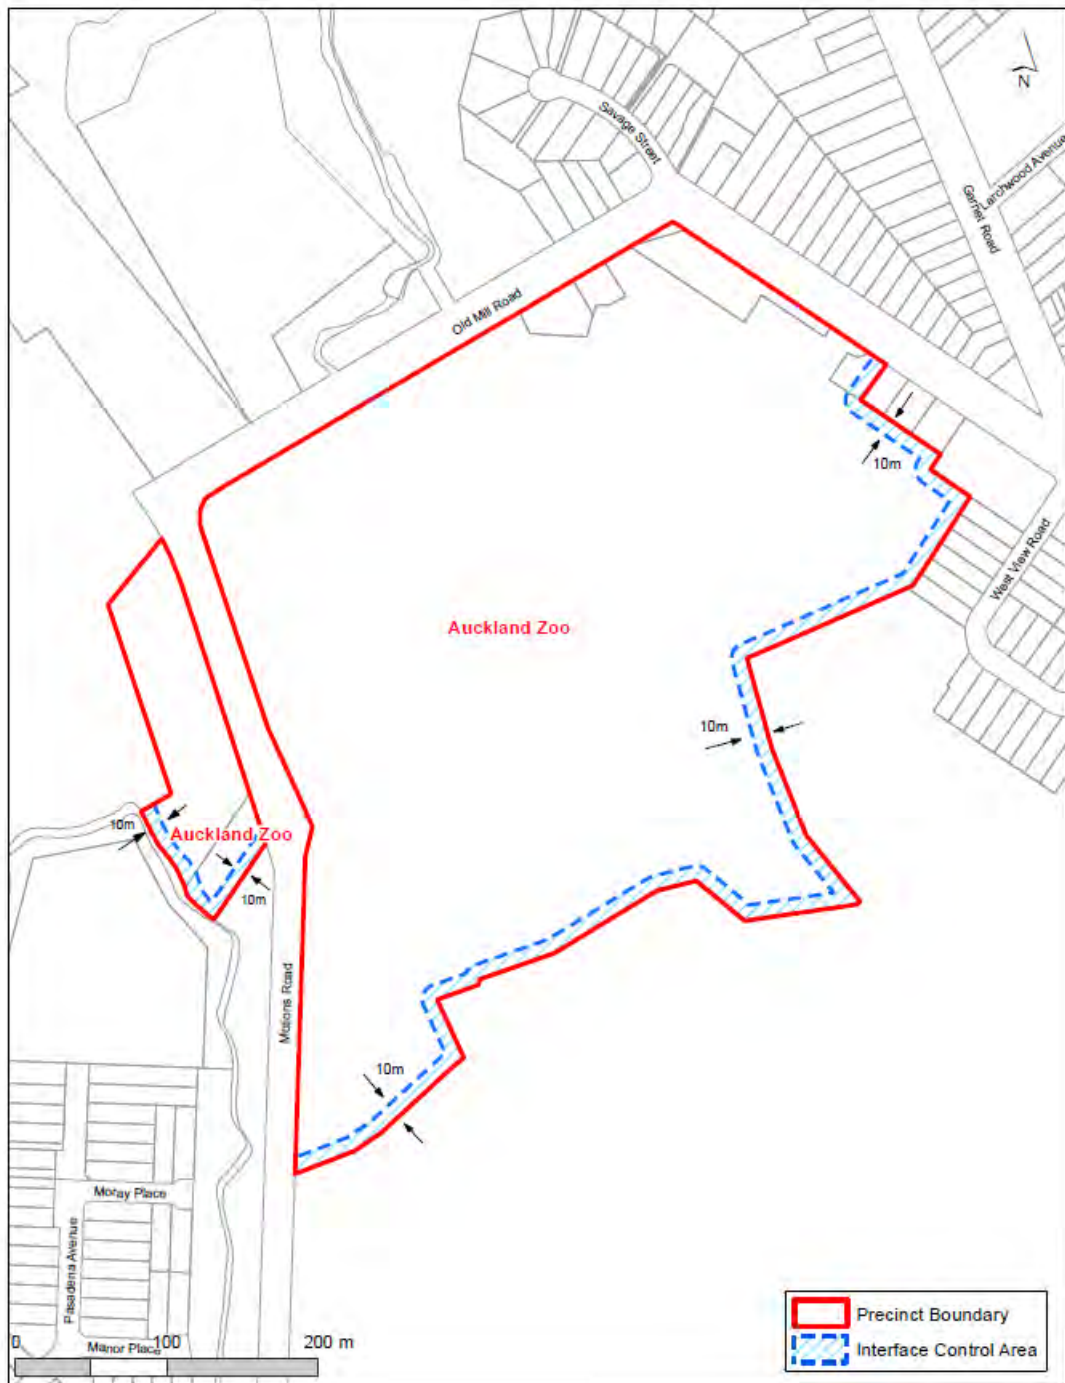 N
Savage Street
Larchwood Avenue
Garnet Road
Old Mill Road
10m
West View Road
Auckland Zoo
10m
10m
Auckland Zoo
10m
Motions Road
10m
Moray Place
Pasadena Avenue
Manor Place
0 100 200 m
Precinct Boundary
Interface Control Area